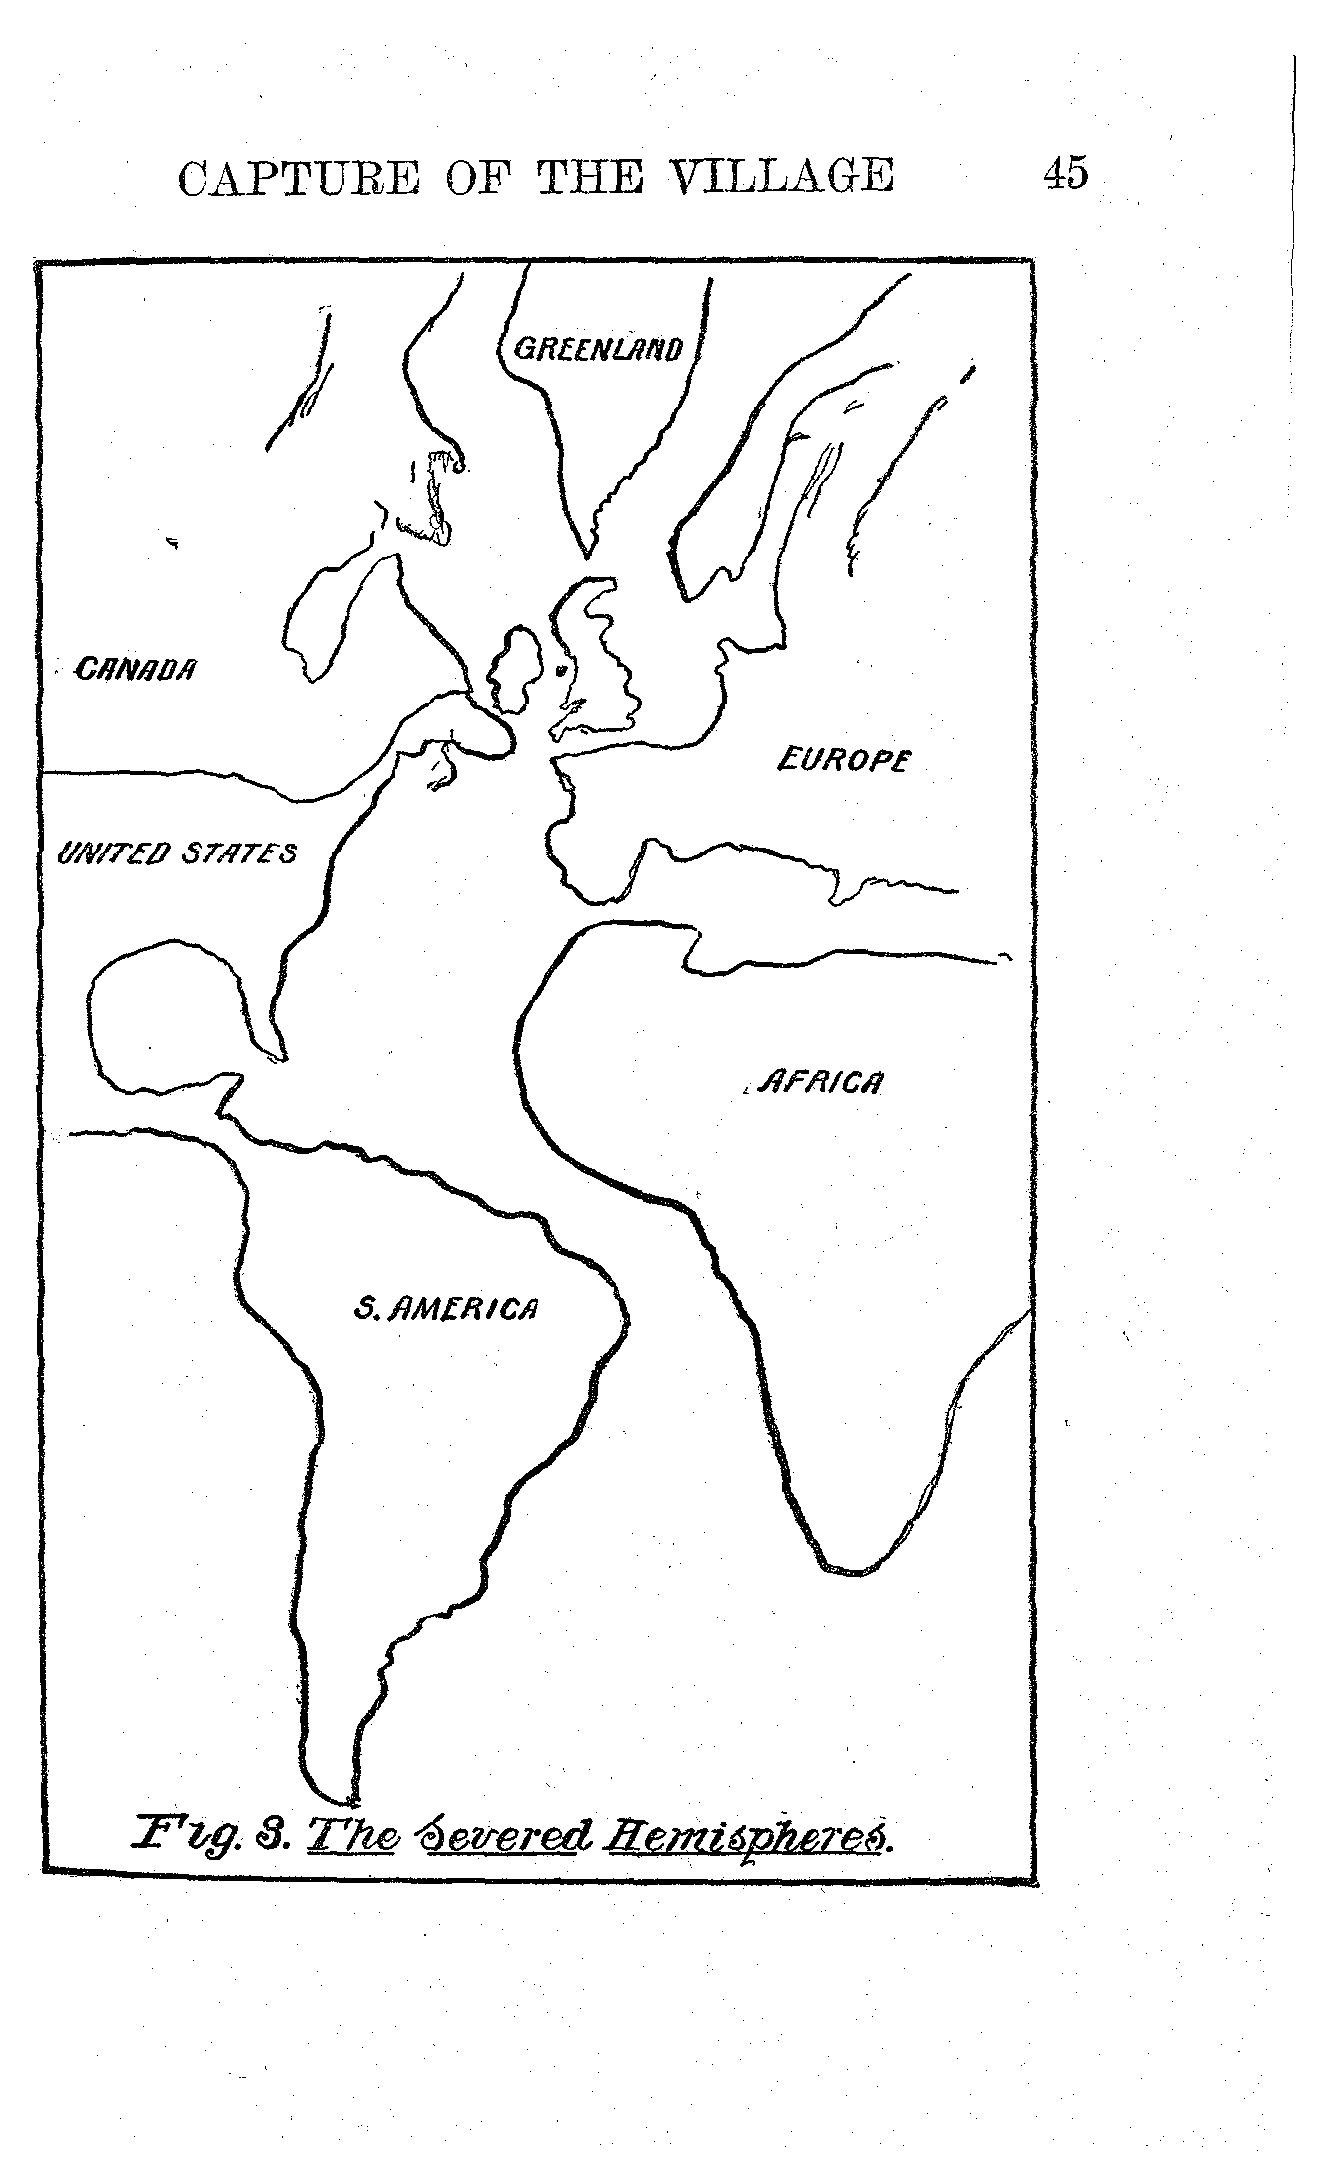 CAPTURE OF THE VILLAGE 45
GREENLAND
CANADA
EUROPE
UNITED STATES
AFRICA
S. AMERICA
Fig. 3. The Severed Hemispheres.